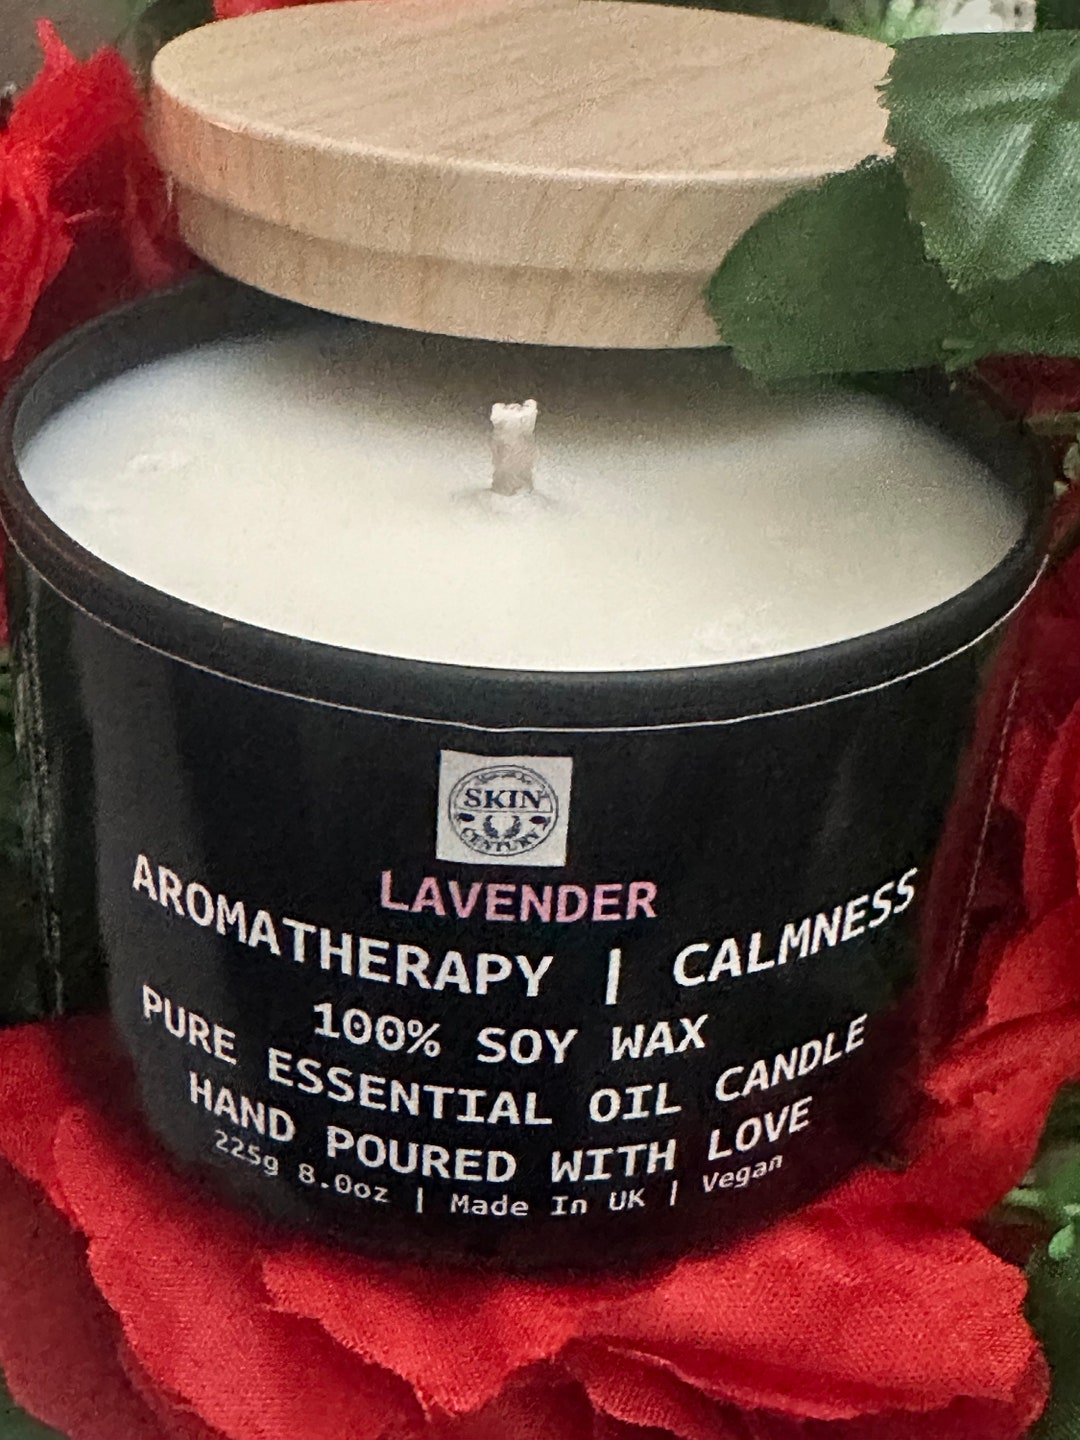 SKIN
CENTURY
LAVENDER
AROMATHERAPY | CALMNESS
100% SOY WAX
PURE ESSENTIAL OIL CANDLE
HAND POURED WITH LOVE
225g 8.0oz | Made In UK | Vegan